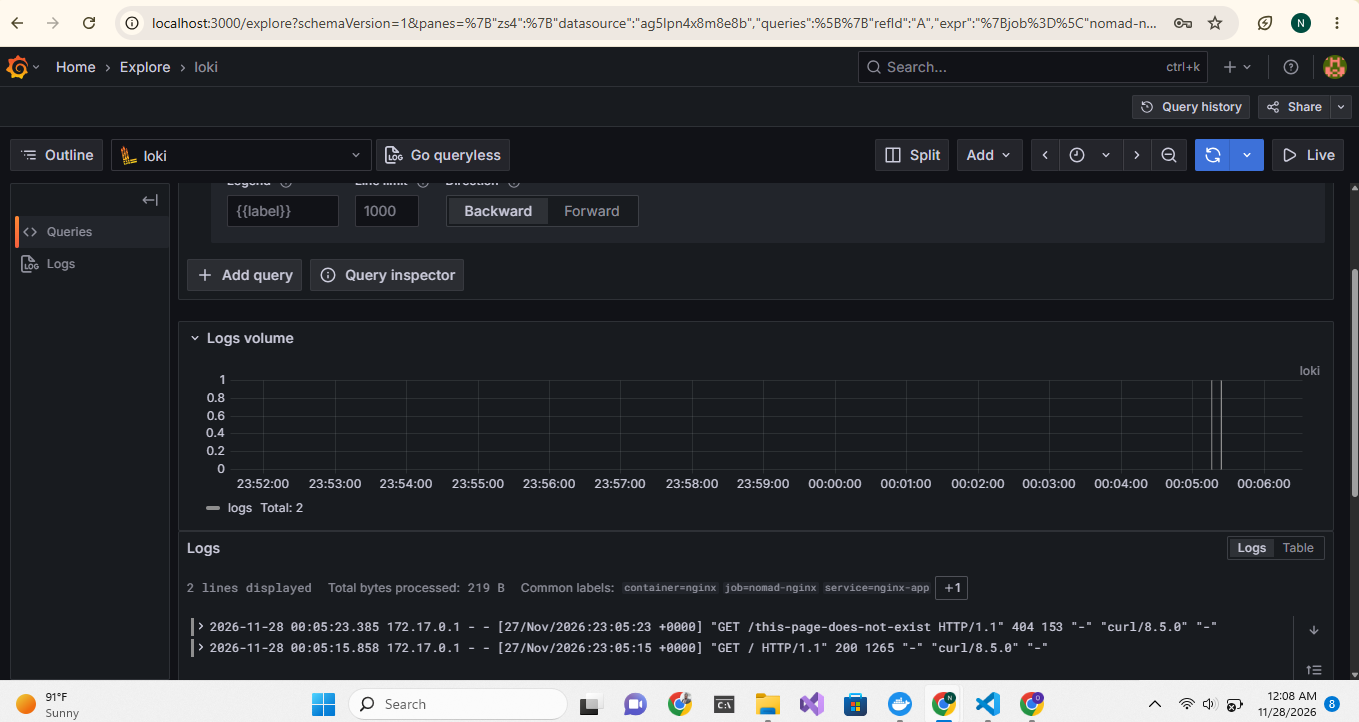 localhost:3000/explore?schemaVersion=1&panes=%7B"zs4":%7B"datasource":"ag5lpn4x8m8e8b","queries":%5B%7B"refId":"A","expr":"%7Bjob%3D%5C"nomad-n...
N
Home › Explore › loki
Search... ctrl+k
Query history
Share
Outline
loki
Go queryless
Split
Add
Live
Legend Line limit Direction
{{label}} 1000 Backward Forward
Queries
Logs
+ Add query
Query inspector
Logs volume
loki
1
0.8
0.6
0.4
0.2
0
23:52:00 23:53:00 23:54:00 23:55:00 23:56:00 23:57:00 23:58:00 23:59:00 00:00:00 00:01:00 00:02:00 00:03:00 00:04:00 00:05:00 00:06:00
logs Total: 2
Logs
Logs Table
2 lines displayed Total bytes processed: 219 B Common labels: container=nginx job=nomad-nginx service=nginx-app +1
2026-11-28 00:05:23.385 172.17.0.1 - - [27/Nov/2026:23:05:23 +0000] "GET /this-page-does-not-exist HTTP/1.1" 404 153 "-" "curl/8.5.0" "-"
2026-11-28 00:05:15.858 172.17.0.1 - - [27/Nov/2026:23:05:15 +0000] "GET / HTTP/1.1" 200 1265 "-" "curl/8.5.0" "-"
91°F
Sunny
Search
12:08 AM
11/28/2026
8